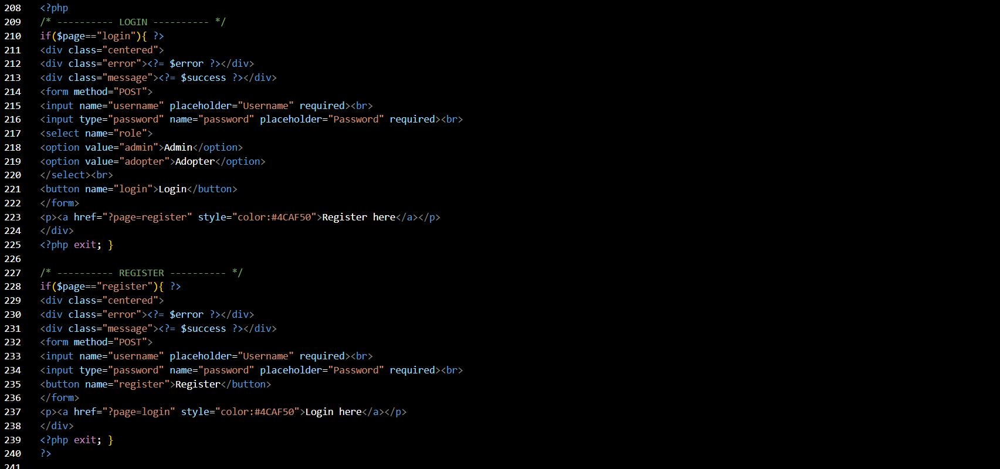 208 <?php
209 /* ---------- LOGIN ---------- */
210 if($page=="login"){ ?>
211 <div class="centered">
212 <div class="error"><?= $error ?></div>
213 <div class="message"><?= $success ?></div>
214 <form method="POST">
215 <input name="username" placeholder="Username" required><br>
216 <input type="password" name="password" placeholder="Password" required><br>
217 <select name="role">
218 <option value="admin">Admin</option>
219 <option value="adopter">Adopter</option>
220 </select><br>
221 <button name="login">Login</button>
222 </form>
223 <p><a href="?page=register" style="color:#4CAF50">Register here</a></p>
224 </div>
225 <?php exit; }
226
227 /* ---------- REGISTER ---------- */
228 if($page=="register"){ ?>
229 <div class="centered">
230 <div class="error"><?= $error ?></div>
231 <div class="message"><?= $success ?></div>
232 <form method="POST">
233 <input name="username" placeholder="Username" required><br>
234 <input type="password" name="password" placeholder="Password" required><br>
235 <button name="register">Register</button>
236 </form>
237 <p><a href="?page=login" style="color:#4CAF50">Login here</a></p>
238 </div>
239 <?php exit; }
240 ?>
241